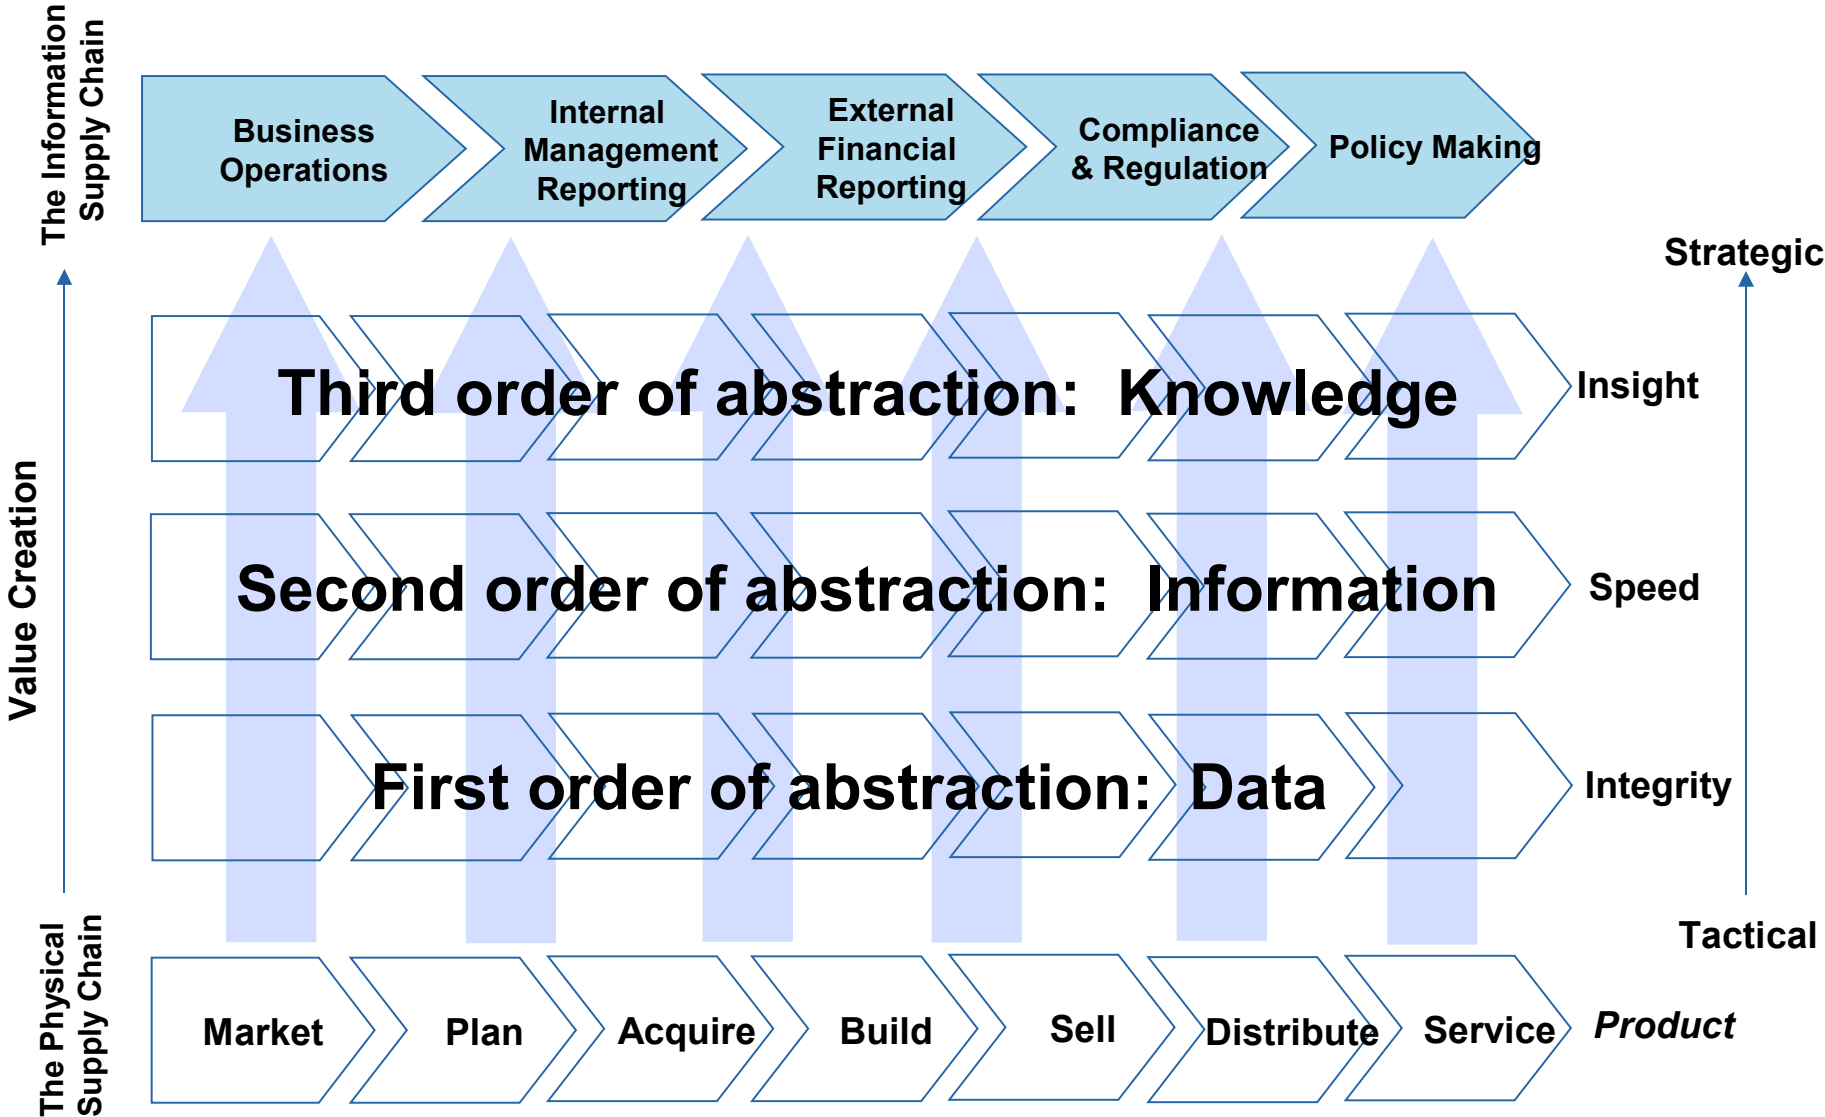 The Information
Supply Chain
Business
Operations
Internal
Management
Reporting
External
Financial
Reporting
Compliance
& Regulation
Policy Making
Strategic
Third order of abstraction:  Knowledge
Insight
Value Creation
Second order of abstraction:  Information
Speed
First order of abstraction:  Data
Integrity
Tactical
The Physical
Supply Chain
Market
Plan
Acquire
Build
Sell
Distribute
Service
Product